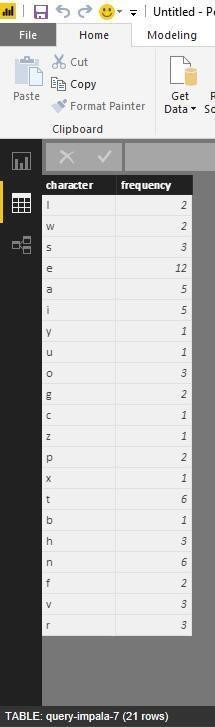 Untitled - P
File Home Modeling
Paste
Cut
Copy
Format Painter
Clipboard
Get
Data
character frequency
l 2
w 2
s 3
e 12
a 5
i 5
y 1
u 1
o 3
g 2
c 1
z 1
p 2
x 1
t 6
b 1
h 3
n 6
f 2
v 3
r 3
TABLE: query-impala-7 (21 rows)